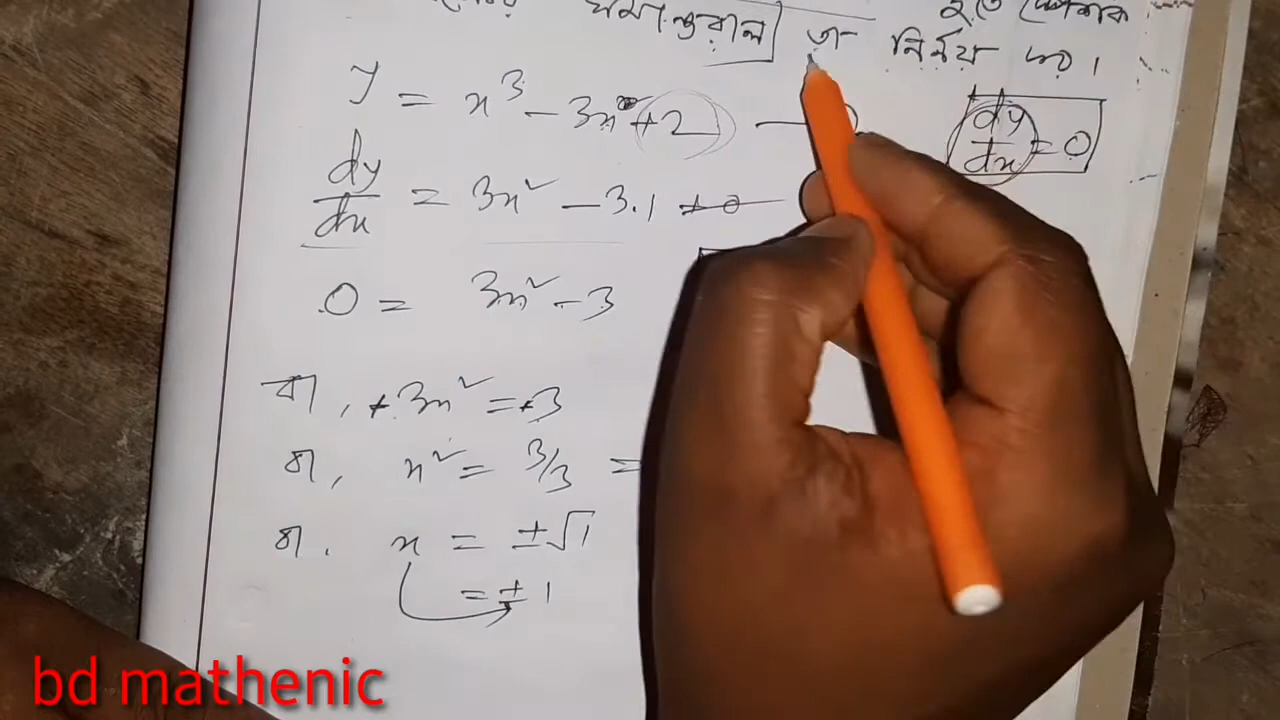 সমান্তরাল] তা নির্নয় কর।
y = x³ - 3x + 2
dy/dx = 0
dy/dx = 3x² - 3.1 + 0
0 = 3x² - 3
বা, + 3x² = +3
বা, x² = 3/3 =
বা. x = ±√1
= ± 1
bd mathenic